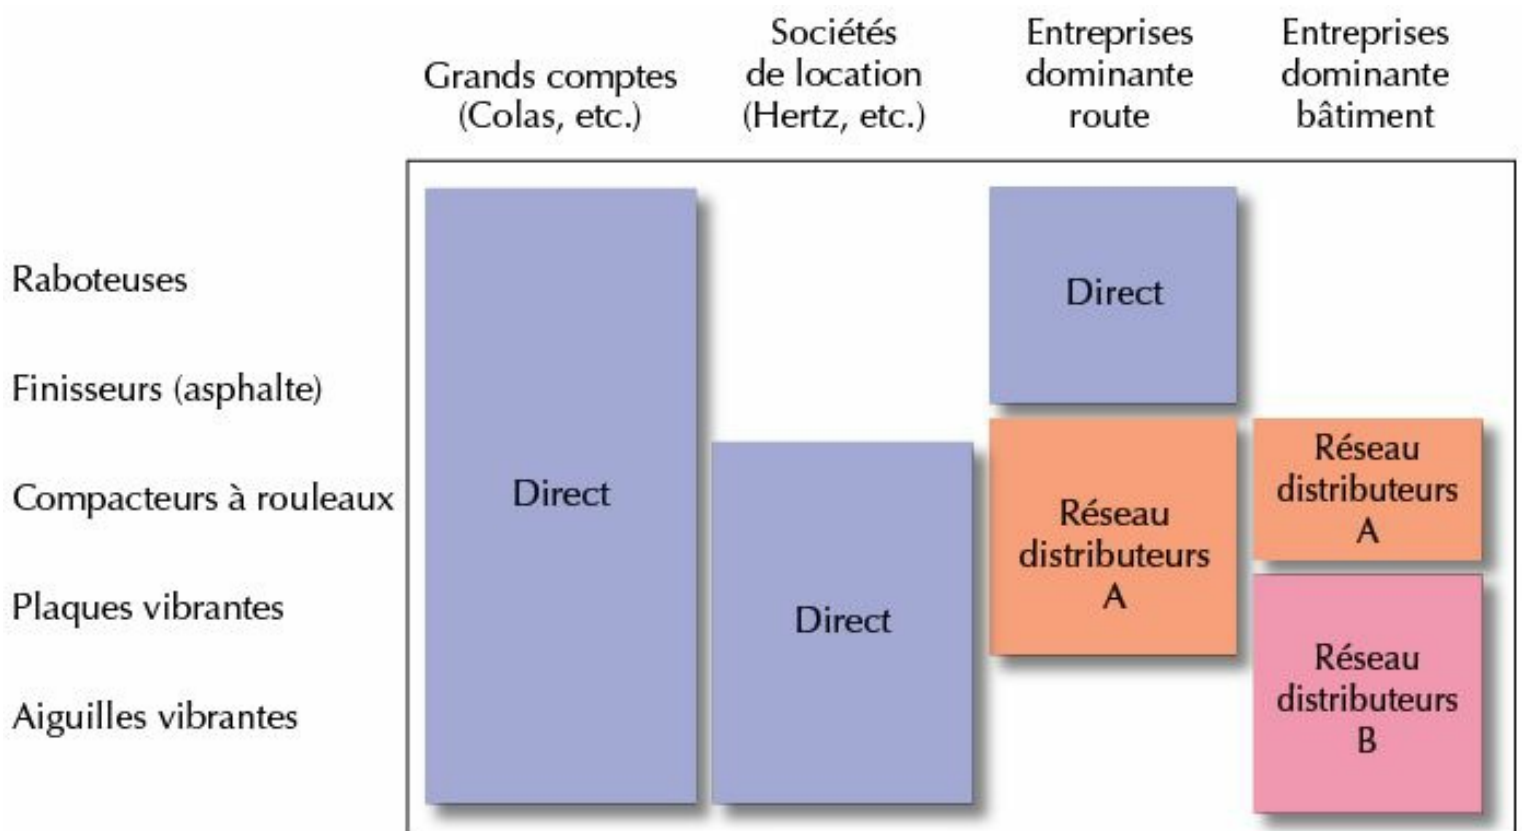 Grands comptes
(Colas, etc.)
Sociétés
de location
(Hertz, etc.)
Entreprises
dominante
route
Entreprises
dominante
bâtiment
Raboteuses
Finisseurs (asphalte)
Compacteurs à rouleaux
Plaques vibrantes
Aiguilles vibrantes
Direct
Direct
Direct
Réseau
distributeurs
A
Réseau
distributeurs
A
Réseau
distributeurs
B